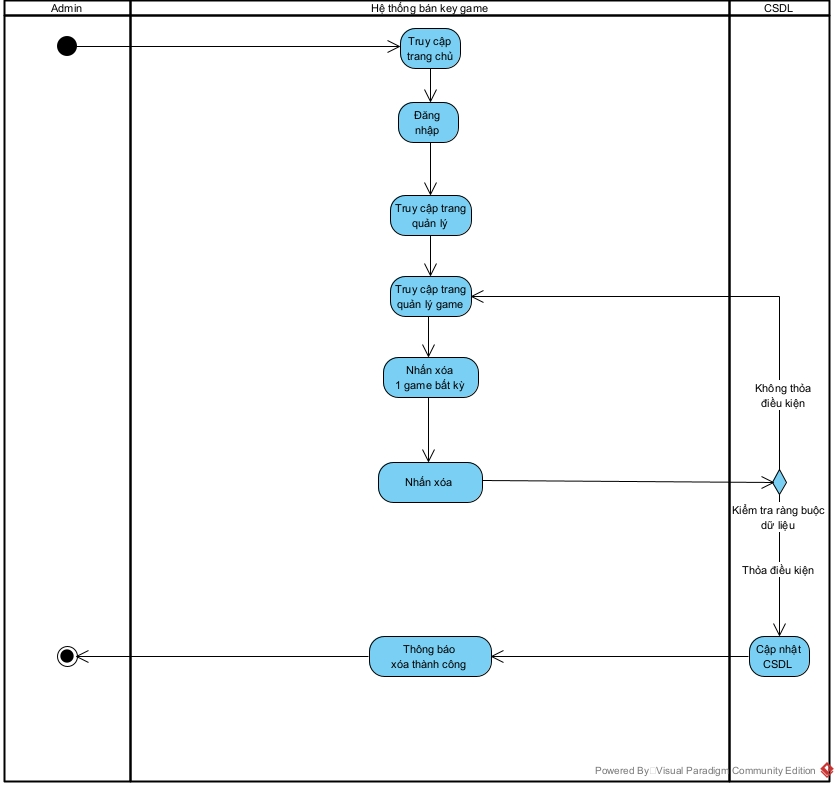 Admin
Hệ thống bán key game
CSDL
Truy cập
trang chủ
Đăng
nhập
Truy cập trang
quản lý
Truy cập trang
quản lý game
Nhấn xóa
1 game bất kỳ
Không thỏa
điều kiện
Nhấn xóa
Kiểm tra ràng buộc
dữ liệu
Thỏa điều kiện
Thông báo
xóa thành công
Cập nhật
CSDL
Powered By Visual Paradigm Community Edition